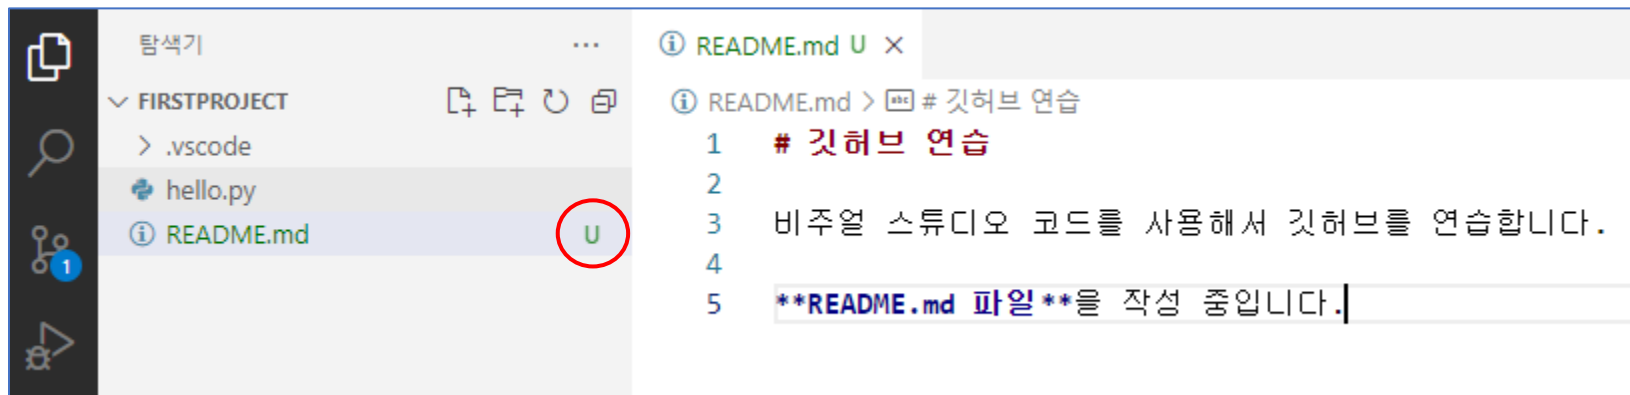 탐색기 ...
FIRSTPROJECT
.vscode
hello.py
README.md U
1
README.md U
README.md > # 깃허브 연습
1 # 깃허브 연습
2
3 비주얼 스튜디오 코드를 사용해서 깃허브를 연습합니다.
4
5 **README.md 파일**을 작성 중입니다.